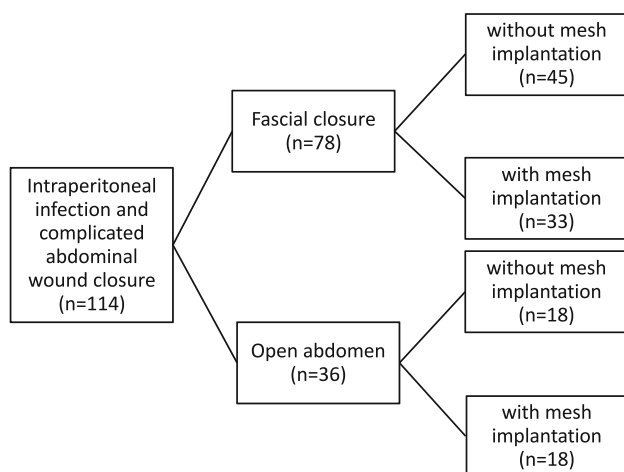 Intraperitoneal
infection and
complicated
abdominal
wound closure
(n=114)
Fascial closure
(n=78)
Open abdomen
(n=36)
without mesh
implantation
(n=45)
with mesh
implantation
(n=33)
without mesh
implantation
(n=18)
with mesh
implantation
(n=18)